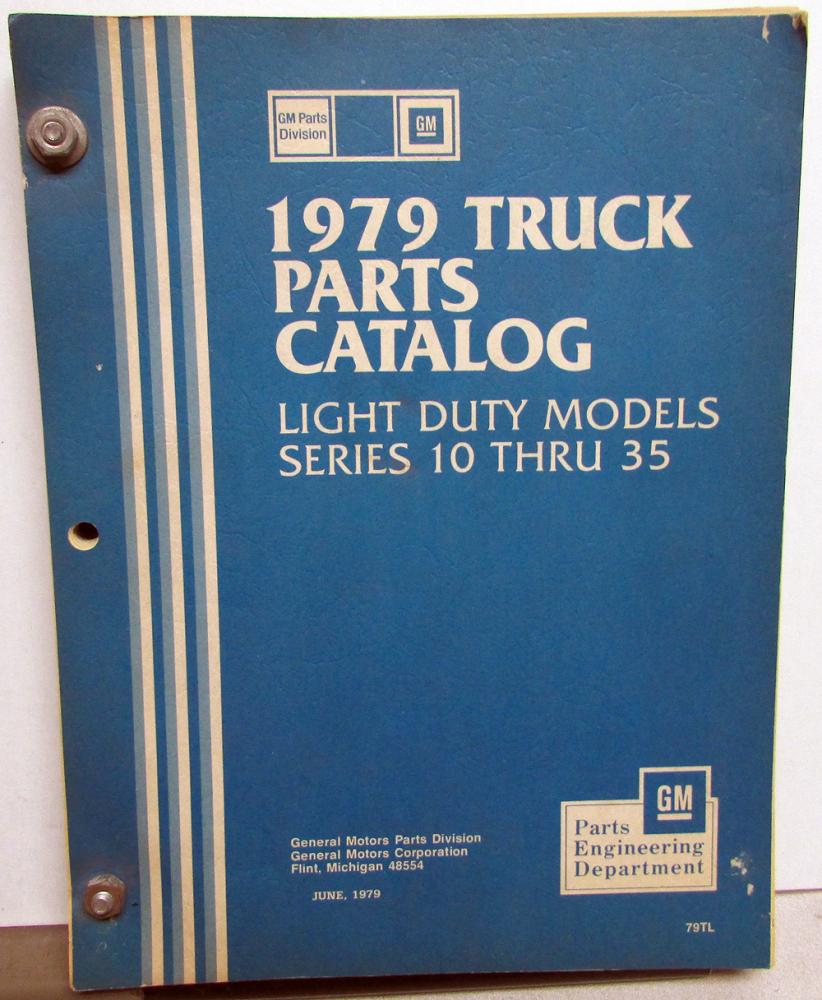 GM Parts
Division
GM
1979 TRUCK
PARTS
CATALOG
LIGHT DUTY MODELS
SERIES 10 THRU 35
General Motors Parts Division
General Motors Corporation
Flint, Michigan 48554
JUNE, 1979
GM
Parts
Engineering
Department
79TL